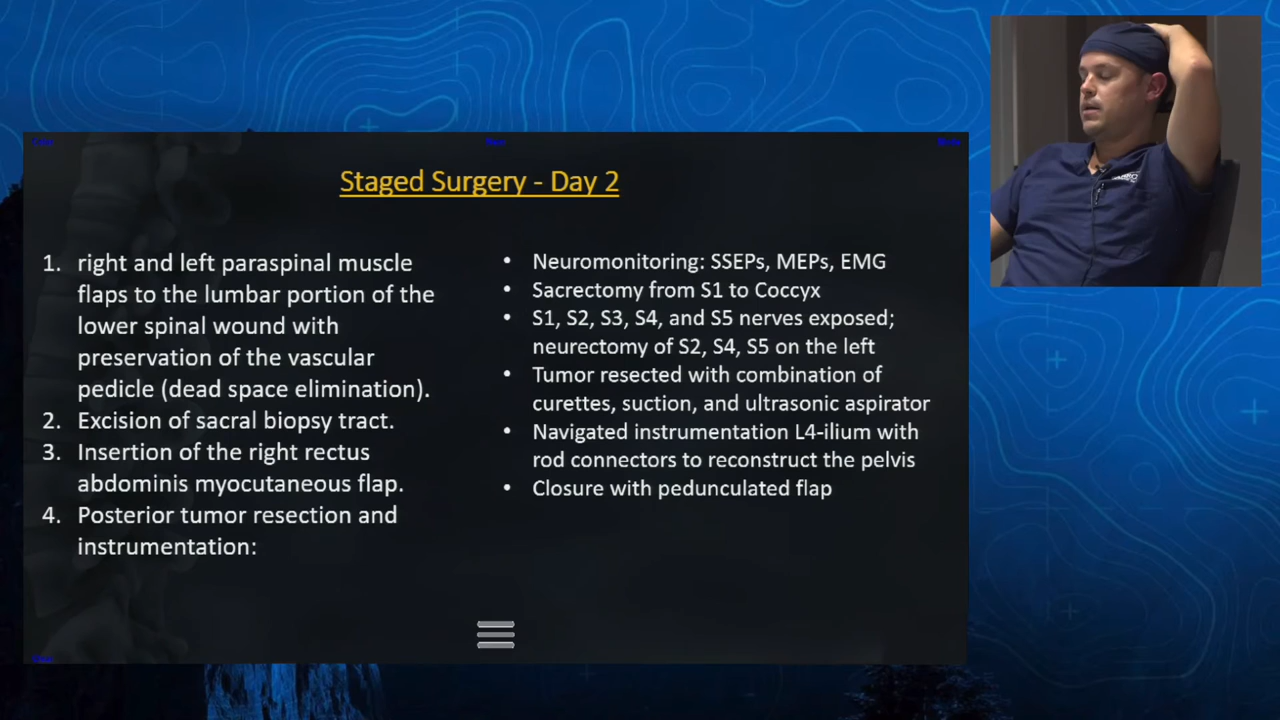 Staged Surgery - Day 2
1. right and left paraspinal muscle
flaps to the lumbar portion of the
lower spinal wound with
preservation of the vascular
pedicle (dead space elimination).
2. Excision of sacral biopsy tract.
3. Insertion of the right rectus
abdominis myocutaneous flap.
4. Posterior tumor resection and
instrumentation:
• Neuromonitoring: SSEPs, MEPs, EMG
• Sacrectomy from S1 to Coccyx
• S1, S2, S3, S4, and S5 nerves exposed;
neurectomy of S2, S4, S5 on the left
• Tumor resected with combination of
curettes, suction, and ultrasonic aspirator
• Navigated instrumentation L4-ilium with
rod connectors to reconstruct the pelvis
• Closure with pedunculated flap